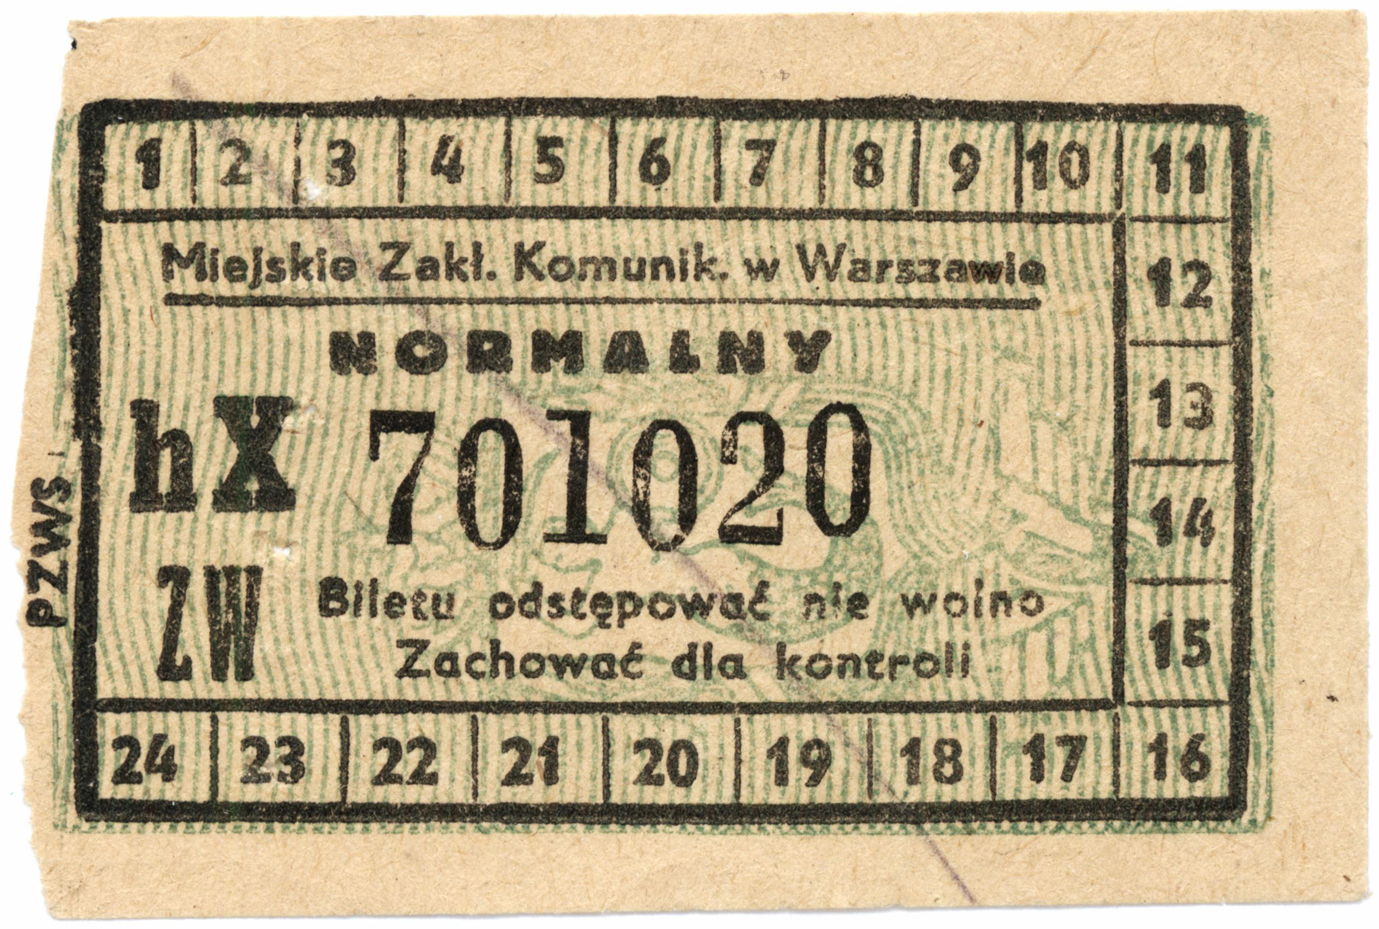 1 2 3 4 5 6 7 8 9 10 11
Miejskie Zakł. Komunik. w Warszawie
12
NORMALNY
13
hX 701020
14
PZWS
ZW
Biletu odstępować nie wolno
15
Zachować dla kontroli
24 23 22 21 20 19 18 17 16